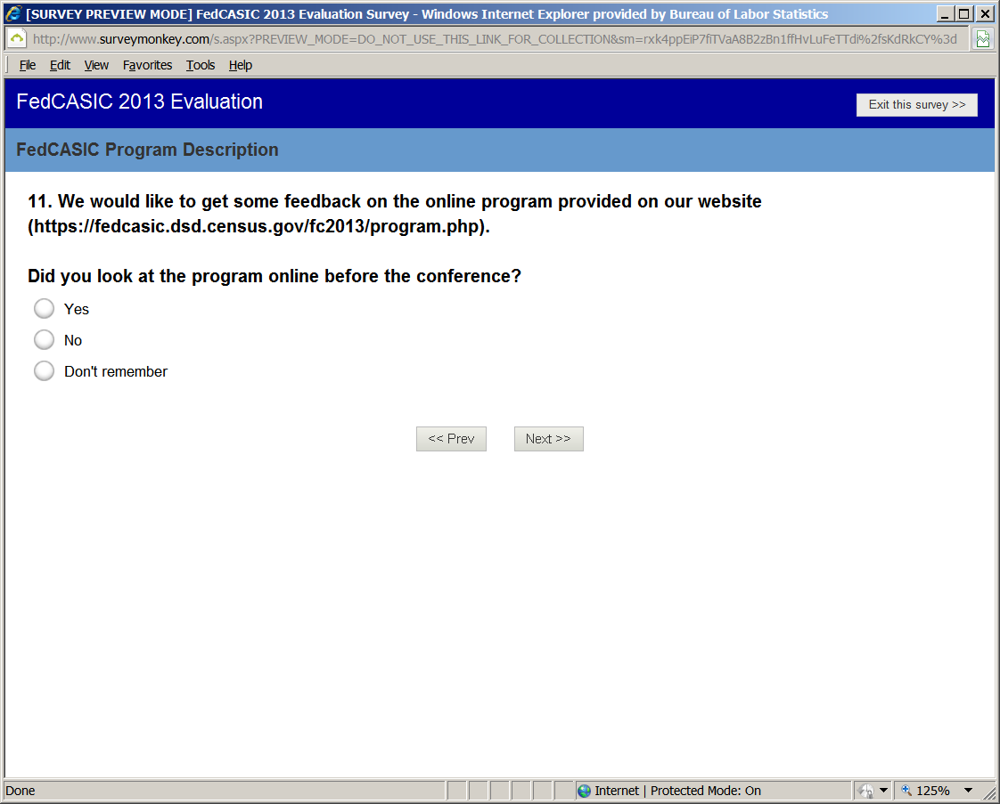 [SURVEY PREVIEW MODE] FedCASIC 2013 Evaluation Survey - Windows Internet Explorer provided by Bureau of Labor Statistics
http://www.surveymonkey.com/s.aspx?PREVIEW_MODE=DO_NOT_USE_THIS_LINK_FOR_COLLECTION&sm=rxk4ppEiP7fiTVaA8B2zBn1ffHvLuFeTTdi%2fsKdRkCY%3d
File Edit View Favorites Tools Help
FedCASIC 2013 Evaluation
Exit this survey >>
FedCASIC Program Description
11. We would like to get some feedback on the online program provided on our website
(https://fedcasic.dsd.census.gov/fc2013/program.php).
Did you look at the program online before the conference?
Yes
No
Don't remember
<< Prev Next >>
Done Internet | Protected Mode: On 125%